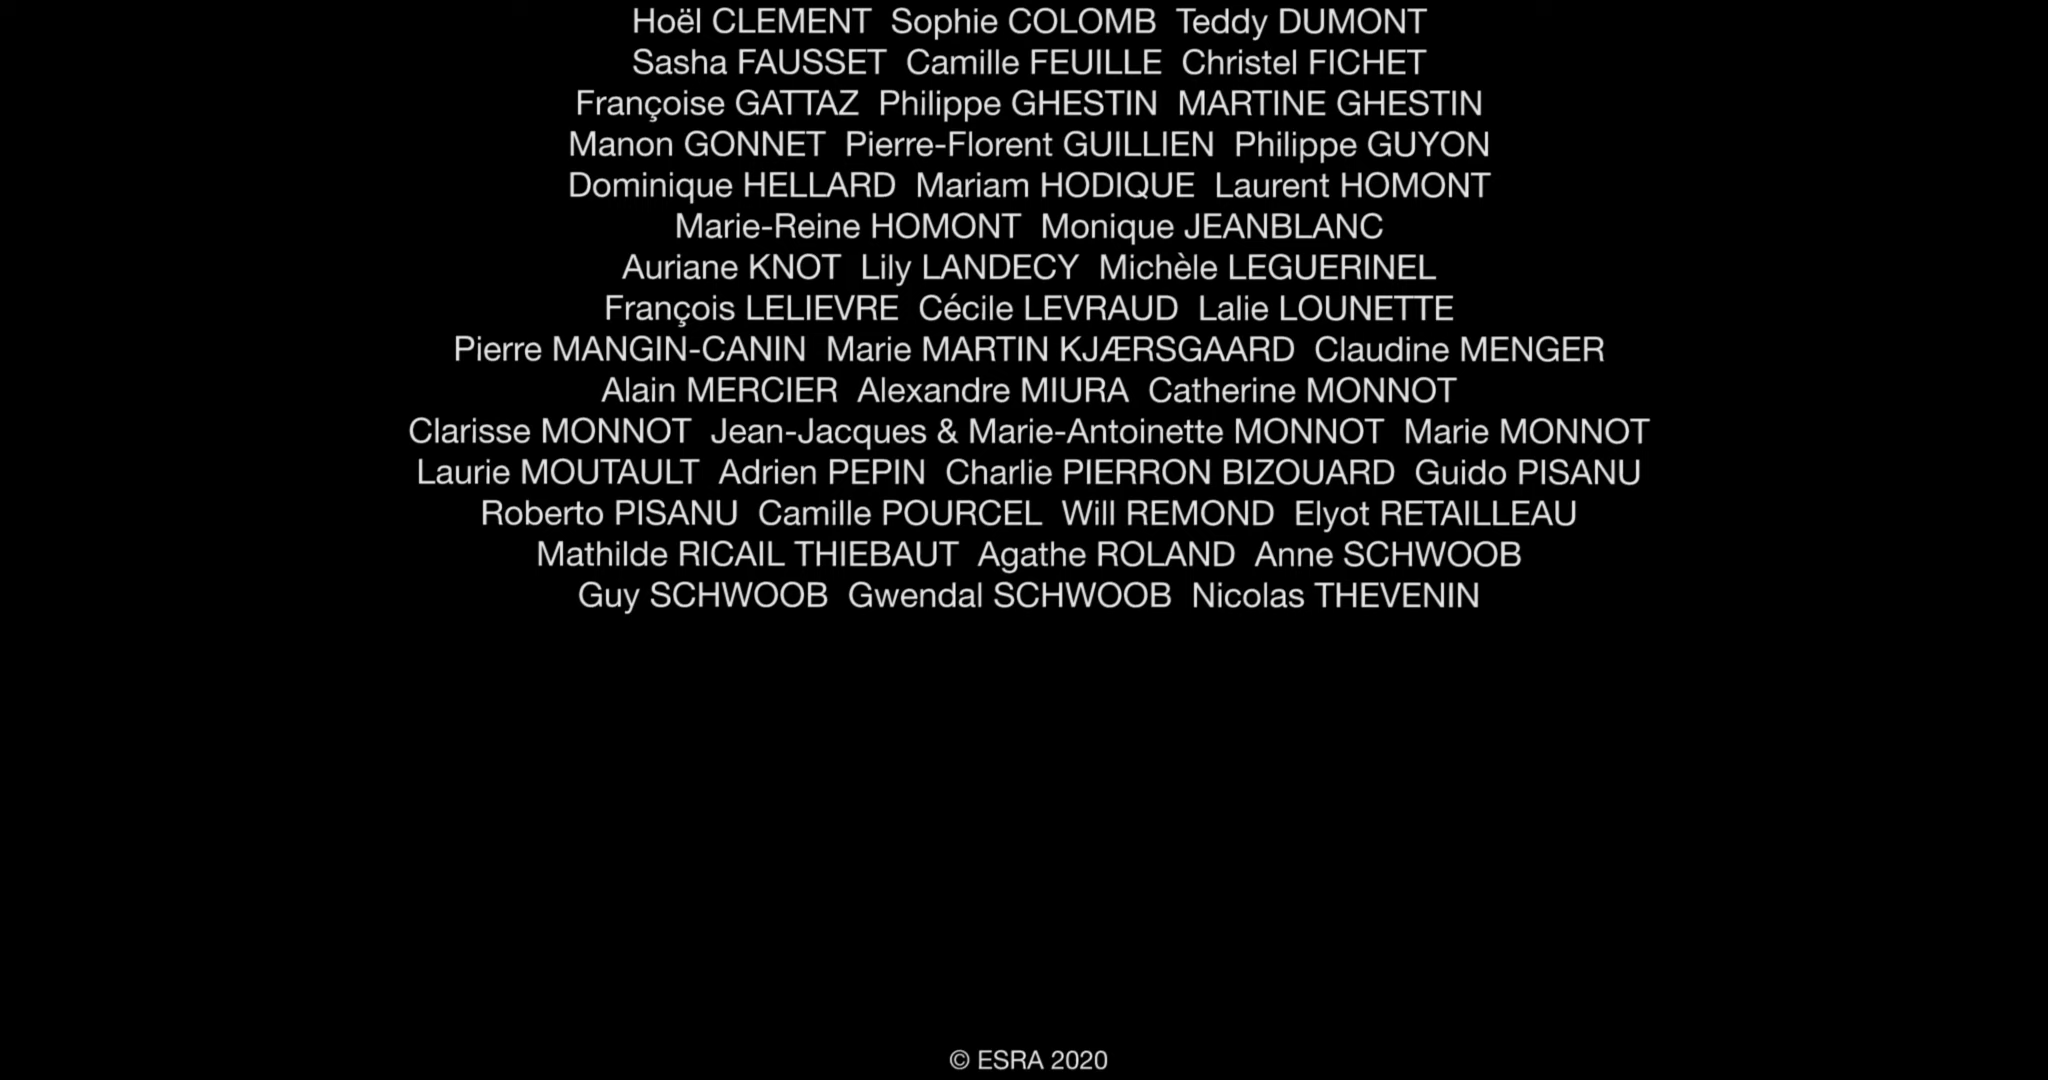 Hoël CLEMENT  Sophie COLOMB  Teddy DUMONT
Sasha FAUSSET  Camille FEUILLE  Christel FICHET
Françoise GATTAZ  Philippe GHESTIN  MARTINE GHESTIN
Manon GONNET  Pierre-Florent GUILLIEN  Philippe GUYON
Dominique HELLARD  Mariam HODIQUE  Laurent HOMONT
Marie-Reine HOMONT  Monique JEANBLANC
Auriane KNOT  Lily LANDECY  Michèle LEGUERINEL
François LELIEVRE  Cécile LEVRAUD  Lalie LOUNETTE
Pierre MANGIN-CANIN  Marie MARTIN KJÆRSGAARD  Claudine MENGER
Alain MERCIER  Alexandre MIURA  Catherine MONNOT
Clarisse MONNOT  Jean-Jacques & Marie-Antoinette MONNOT  Marie MONNOT
Laurie MOUTAULT  Adrien PEPIN  Charlie PIERRON BIZOUARD  Guido PISANU
Roberto PISANU  Camille POURCEL  Will REMOND  Elyot RETAILLEAU
Mathilde RICAIL THIEBAUT  Agathe ROLAND  Anne SCHWOOB
Guy SCHWOOB  Gwendal SCHWOOB  Nicolas THEVENIN
© ESRA 2020